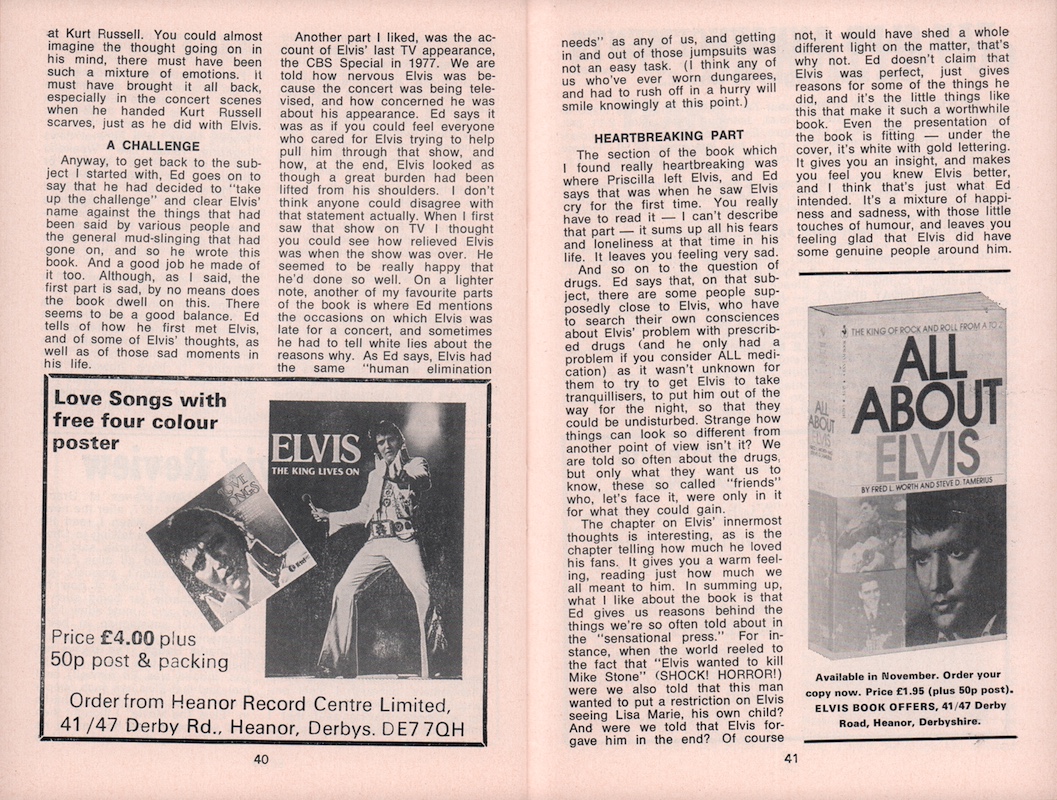 at Kurt Russell. You could almost
imagine the thought going on in
his mind, there must have been
such a mixture of emotions. It
must have brought it all back,
especially in the concert scenes
when he handed Kurt Russell
scarves, just as he did with Elvis.
A CHALLENGE
Anyway, to get back to the sub-
ject I started with, Ed goes on to
say that he had decided to "take
up the challenge" and clear Elvis'
name against the things that had
been said by various people and
the general mud-slinging that had
gone on, and so he wrote this
book. And a good job he made of
it too. Although, as I said, the
first part is sad, by no means does
the book dwell on this. There
seems to be a good balance. Ed
tells of how he first met Elvis,
and of some of Elvis' thoughts, as
well as of those sad moments in
his life.
Another part I liked, was the ac-
count of Elvis' last TV appearance,
the CBS Special in 1977. We are
told how nervous Elvis was be-
cause the concert was being tele-
vised, and how concerned he was
about his appearance. Ed says it
was as if you could feel everyone
who cared for Elvis trying to help
pull him through that show, and
how, at the end, Elvis looked as
though a great burden had been
lifted from his shoulders. I don't
think anyone could disagree with
that statement actually. When I first
saw that show on TV I thought
you could see how relieved Elvis
was when the show was over. He
seemed to be really happy that
he'd done so well. On a lighter
note, another of my favourite parts
of the book is where Ed mentions
the occasions on which Elvis was
late for a concert, and sometimes
he had to tell white lies about the
reasons why. As Ed says, Elvis had
the same "human elimination
Love Songs with
free four colour
poster
ELVIS
THE KING LIVES ON
LOVE
SONGS
Price £4.00 plus
50p post & packing
Order from Heanor Record Centre Limited,
41/47 Derby Rd., Heanor, Derbys. DE7 7QH
40
needs" as any of us, and getting
in and out of those jumpsuits was
not an easy task. (I think any of
us who've ever worn dungarees,
and had to rush off in a hurry will
smile knowingly at this point.)
HEARTBREAKING PART
The section of the book which
I found really heartbreaking was
where Priscilla left Elvis, and Ed
says that was when he saw Elvis
cry for the first time. You really
have to read it — I can't describe
that part — it sums up all his fears
and loneliness at that time in his
life. It leaves you feeling very sad.
And so on to the question of
drugs. Ed says that, on that sub-
ject, there are some people sup-
posedly close to Elvis, who have
to search their own consciences
about Elvis' problem with prescrib-
ed drugs (and he only had a
problem if you consider ALL medi-
cation) as it wasn't unknown for
them to try to get Elvis to take
tranquillisers, to put him out of the
way for the night, so that they
could be undisturbed. Strange how
things can look so different from
another point of view isn't it? We
are told so often about the drugs,
but only what they want us to
know, these so called "friends"
who, let's face it, were only in it
for what they could gain.
The chapter on Elvis' innermost
thoughts is interesting, as is the
chapter telling how much he loved
his fans. It gives you a warm feel-
ing, reading just how much we
all meant to him. In summing up,
what I like about the book is that
Ed gives us reasons behind the
things we're so often told about in
the "sensational press." For in-
stance, when the world reeled to
the fact that "Elvis wanted to kill
Mike Stone" (SHOCK! HORROR!)
were we also told that this man
wanted to put a restriction on Elvis
seeing Lisa Marie, his own child?
And were we told that Elvis for-
gave him in the end? Of course
not, it would have shed a whole
different light on the matter, that's
why not. Ed doesn't claim that
Elvis was perfect, just gives
reasons for some of the things he
did, and it's the little things like
this that make it such a worthwhile
book. Even the presentation of
the book is fitting — under the
cover, it's white with gold lettering.
It gives you an insight, and makes
you feel you knew Elvis better,
and I think that's just what Ed
intended. It's a mixture of happi-
ness and sadness, with those little
touches of humour, and leaves you
feeling glad that Elvis did have
some genuine people around him.
THE KING OF ROCK AND ROLL FROM A TO Z
ALL
ABOUT
ELVIS
BY FRED L. WORTH AND STEVE D. TAMERIUS
ALL
ABOUT
ELVIS
Available in November. Order your
copy now. Price £1.95 (plus 50p post).
ELVIS BOOK OFFERS, 41/47 Derby
Road, Heanor, Derbyshire.
41